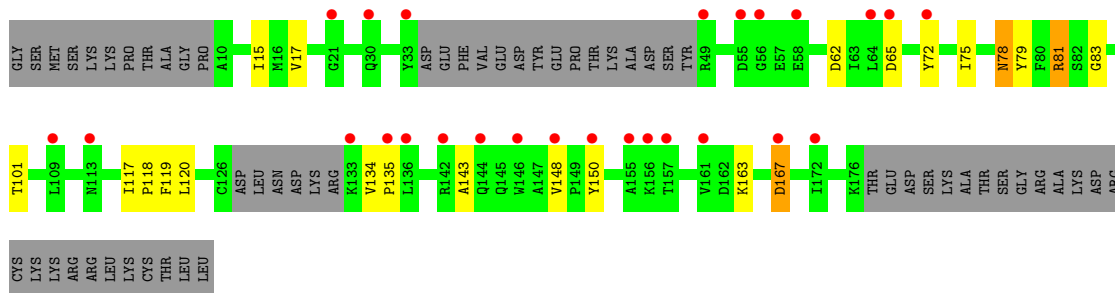 GLY SER MET SER LYS LYS PRO THR ALA GLY PRO A10 I15 M16 V17 G21 Q30 Y33 ASP GLU PHE VAL GLU ASP TYR GLU PRO THR LYS ALA ASP SER TYR R49 D55 G56 E57 E58 D62 I63 L64 D65 Y72 I75 N78 Y79 F80 R81 S82 G83
T101 L109 N113 I117 P118 F119 L120 C126 ASP LEU ASN ASP LYS ARG K133 V134 P135 L136 R142 A143 Q144 Q145 W146 A147 V148 P149 Y150 A155 K156 T157 V161 D162 K163 D167 I172 K176 THR GLU ASP SER LYS ALA THR SER GLY ARG ALA LYS ASP ARG
CYS LYS LYS ARG ARG LEU LYS CYS THR LEU LEU